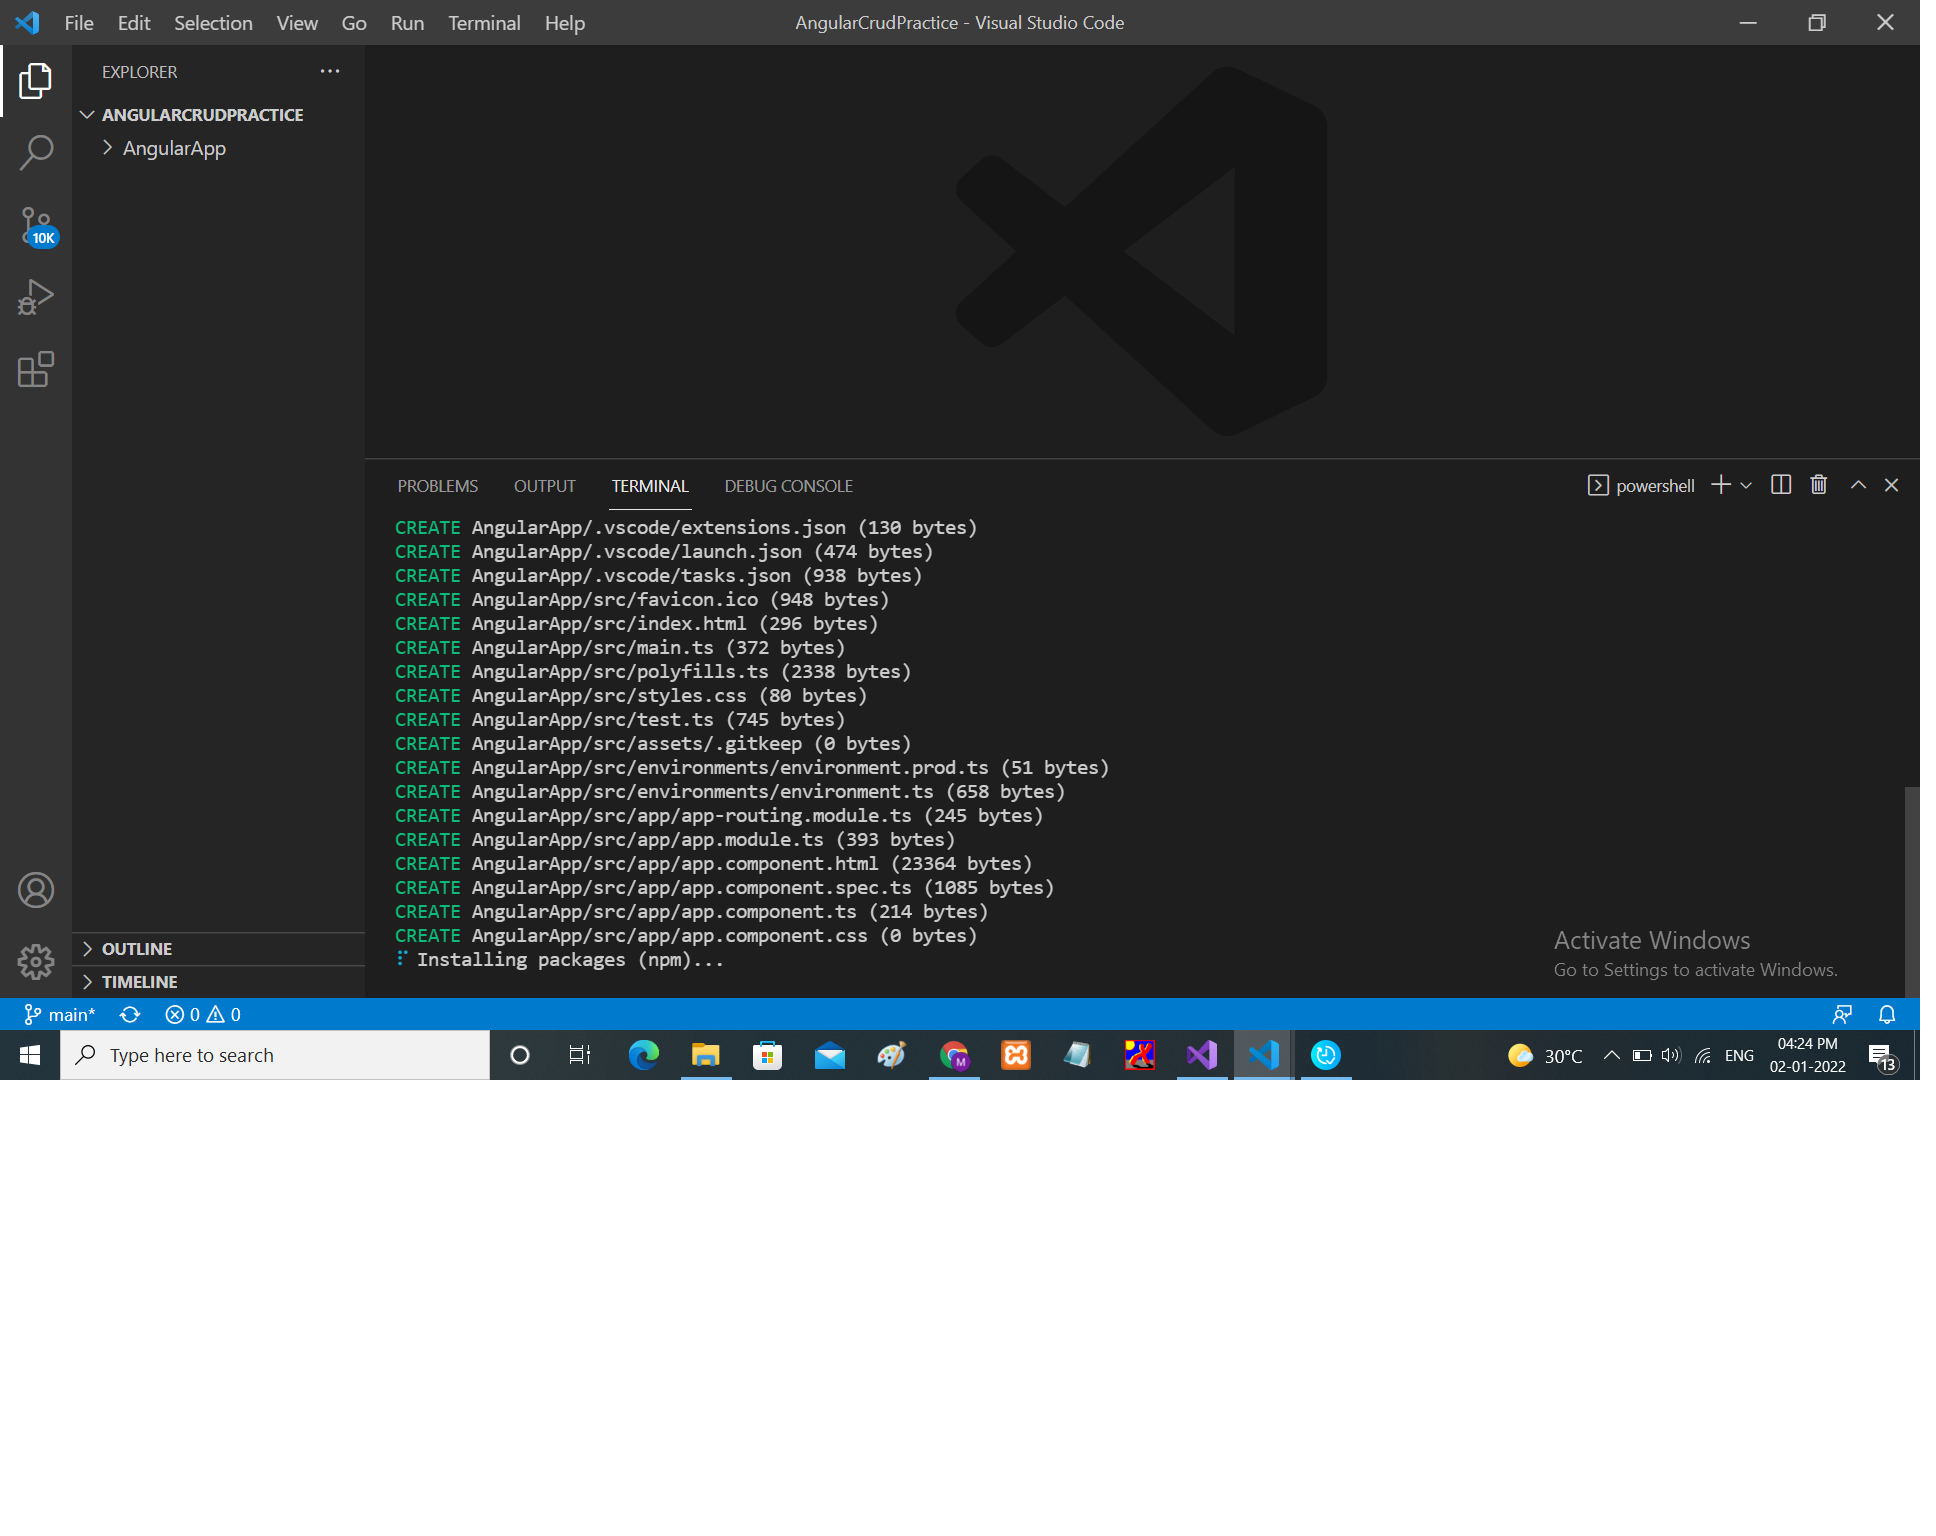 File Edit Selection View Go Run Terminal Help
AngularCrudPractice - Visual Studio Code
EXPLORER
ANGULARCRUDPRACTICE
AngularApp
10K
PROBLEMS OUTPUT TERMINAL DEBUG CONSOLE
powershell
CREATE AngularApp/.vscode/extensions.json (130 bytes)
CREATE AngularApp/.vscode/launch.json (474 bytes)
CREATE AngularApp/.vscode/tasks.json (938 bytes)
CREATE AngularApp/src/favicon.ico (948 bytes)
CREATE AngularApp/src/index.html (296 bytes)
CREATE AngularApp/src/main.ts (372 bytes)
CREATE AngularApp/src/polyfills.ts (2338 bytes)
CREATE AngularApp/src/styles.css (80 bytes)
CREATE AngularApp/src/test.ts (745 bytes)
CREATE AngularApp/src/assets/.gitkeep (0 bytes)
CREATE AngularApp/src/environments/environment.prod.ts (51 bytes)
CREATE AngularApp/src/environments/environment.ts (658 bytes)
CREATE AngularApp/src/app/app-routing.module.ts (245 bytes)
CREATE AngularApp/src/app/app.module.ts (393 bytes)
CREATE AngularApp/src/app/app.component.html (23364 bytes)
CREATE AngularApp/src/app/app.component.spec.ts (1085 bytes)
CREATE AngularApp/src/app/app.component.ts (214 bytes)
CREATE AngularApp/src/app/app.component.css (0 bytes)
Installing packages (npm)...
OUTLINE
TIMELINE
Activate Windows
Go to Settings to activate Windows.
main* 0 0
Type here to search
M
30°C
ENG
04:24 PM
02-01-2022
13